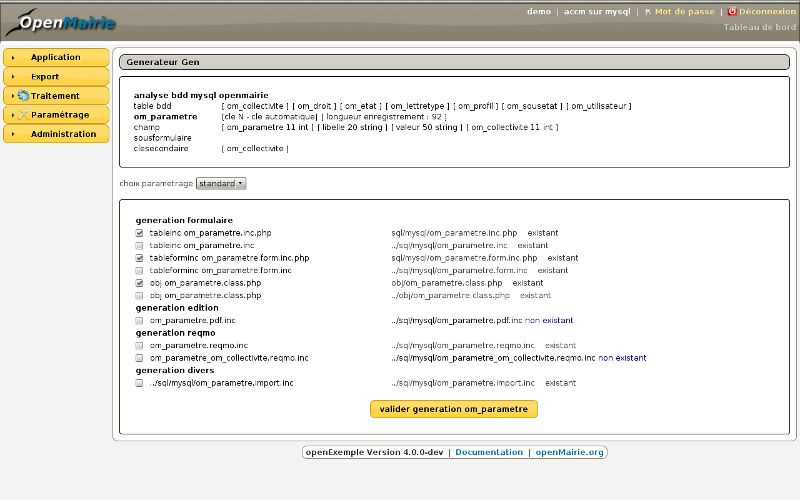 OpenMairie
demo | accm sur mysql | Mot de passe | Déconnexion
Tableau de bord
Application
Export
Traitement
Paramétrage
Administration
Generateur Gen
analyse bdd mysql openmairie
table bdd [ om_collectivite ] [ om_droit ] [ om_etat ] [ om_lettretype ] [ om_profil ] [ om_sousetat ] [ om_utilisateur ]
om_parametre [cle N - cle automatique] [ longueur enregistrement : 92 ]
champ [ om_parametre 11 int ] [ libelle 20 string ] [ valeur 50 string ] [ om_collectivite 11 int ]
sousformulaire
clesecondaire [ om_collectivite ]
choix parametrage standard
generation formulaire
tableinc om_parametre.inc.php sql/mysql/om_parametre.inc.php existant
tableinc om_parametre.inc ../sql/mysql/om_parametre.inc existant
tableforminc om_parametre.form.inc.php sql/mysql/om_parametre.form.inc.php existant
tableforminc om_parametre.form.inc ../sql/mysql/om_parametre.form.inc existant
obj om_parametre.class.php obj/om_parametre.class.php existant
obj om_parametre.class.php ../obj/om_parametre.class.php existant
generation edition
om_parametre.pdf.inc ../sql/mysql/om_parametre.pdf.inc non existant
generation reqmo
om_parametre.reqmo.inc ../sql/mysql/om_parametre.reqmo.inc existant
om_parametre_om_collectivite.reqmo.inc ../sql/mysql/om_parametre_om_collectivite.reqmo.inc non existant
generation divers
../sql/mysql/om_parametre.import.inc ../sql/mysql/om_parametre.import.inc existant
valider generation om_parametre
openExemple Version 4.0.0-dev | Documentation | openMairie.org